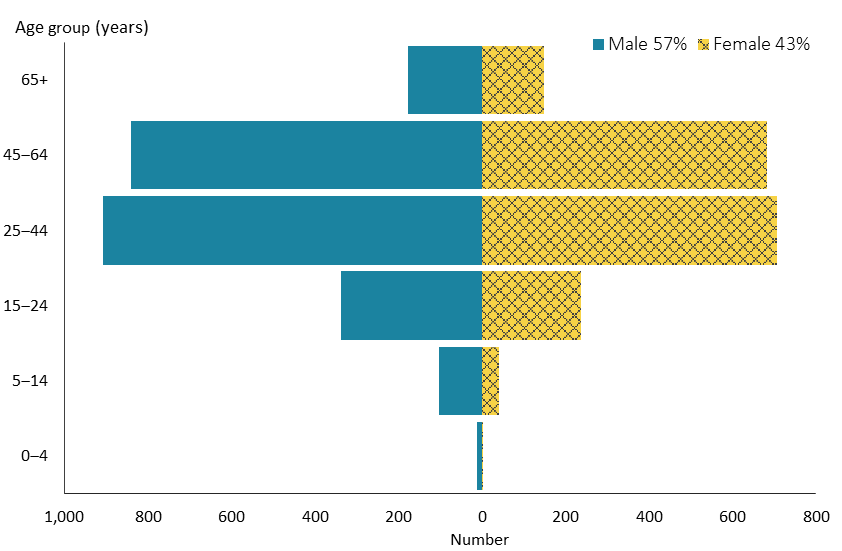 Age group (years)
Male 57% Female 43%
65+
45–64
25–44
15–24
5–14
0–4
1,000 800 600 400 200 0 200 400 600 800
Number